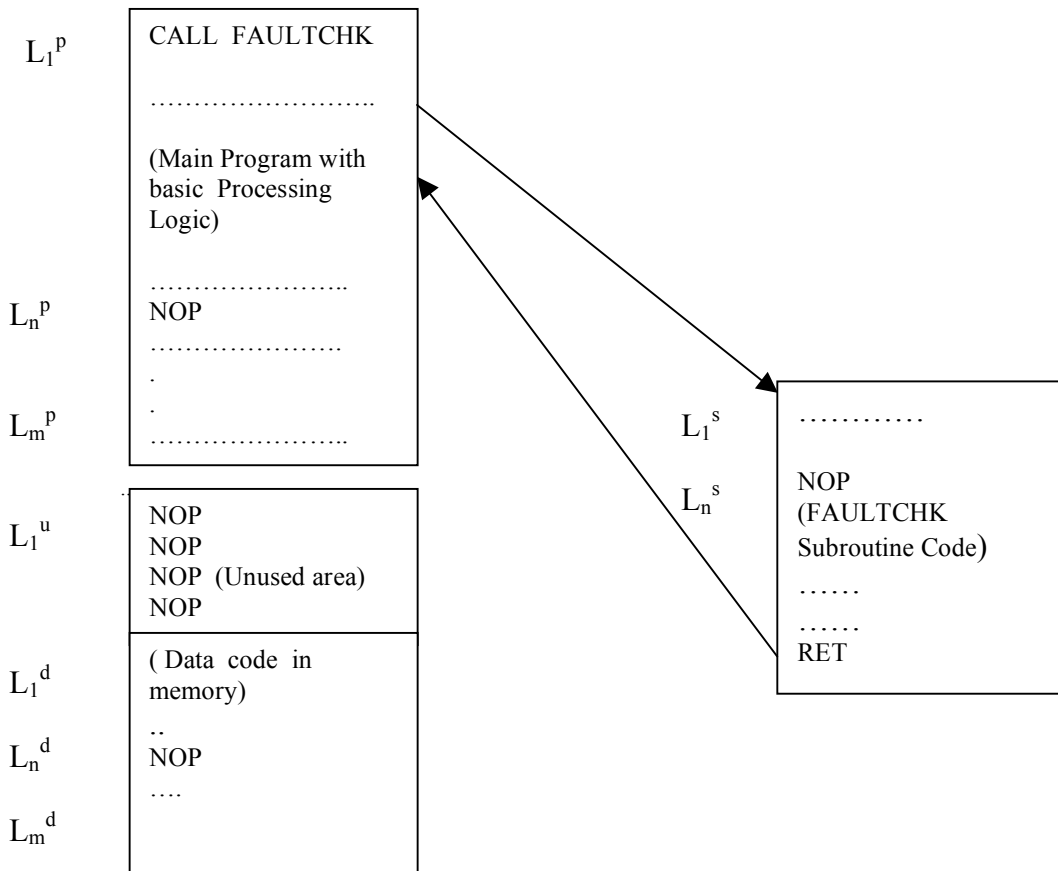 L₁ᵖ
CALL FAULTCHK
……………………..
(Main Program with
basic Processing
Logic)
…………………..
Lₙᵖ
NOP
………………….
.
.
Lₘᵖ
…………………..
..
L₁ᵘ
NOP
NOP
NOP (Unused area)
NOP
L₁ᵈ
( Data code in
memory)
..
Lₙᵈ
NOP
….
Lₘᵈ
L₁ˢ
…………
Lₙˢ
NOP
(FAULTCHK
Subroutine Code)
……
……
RET